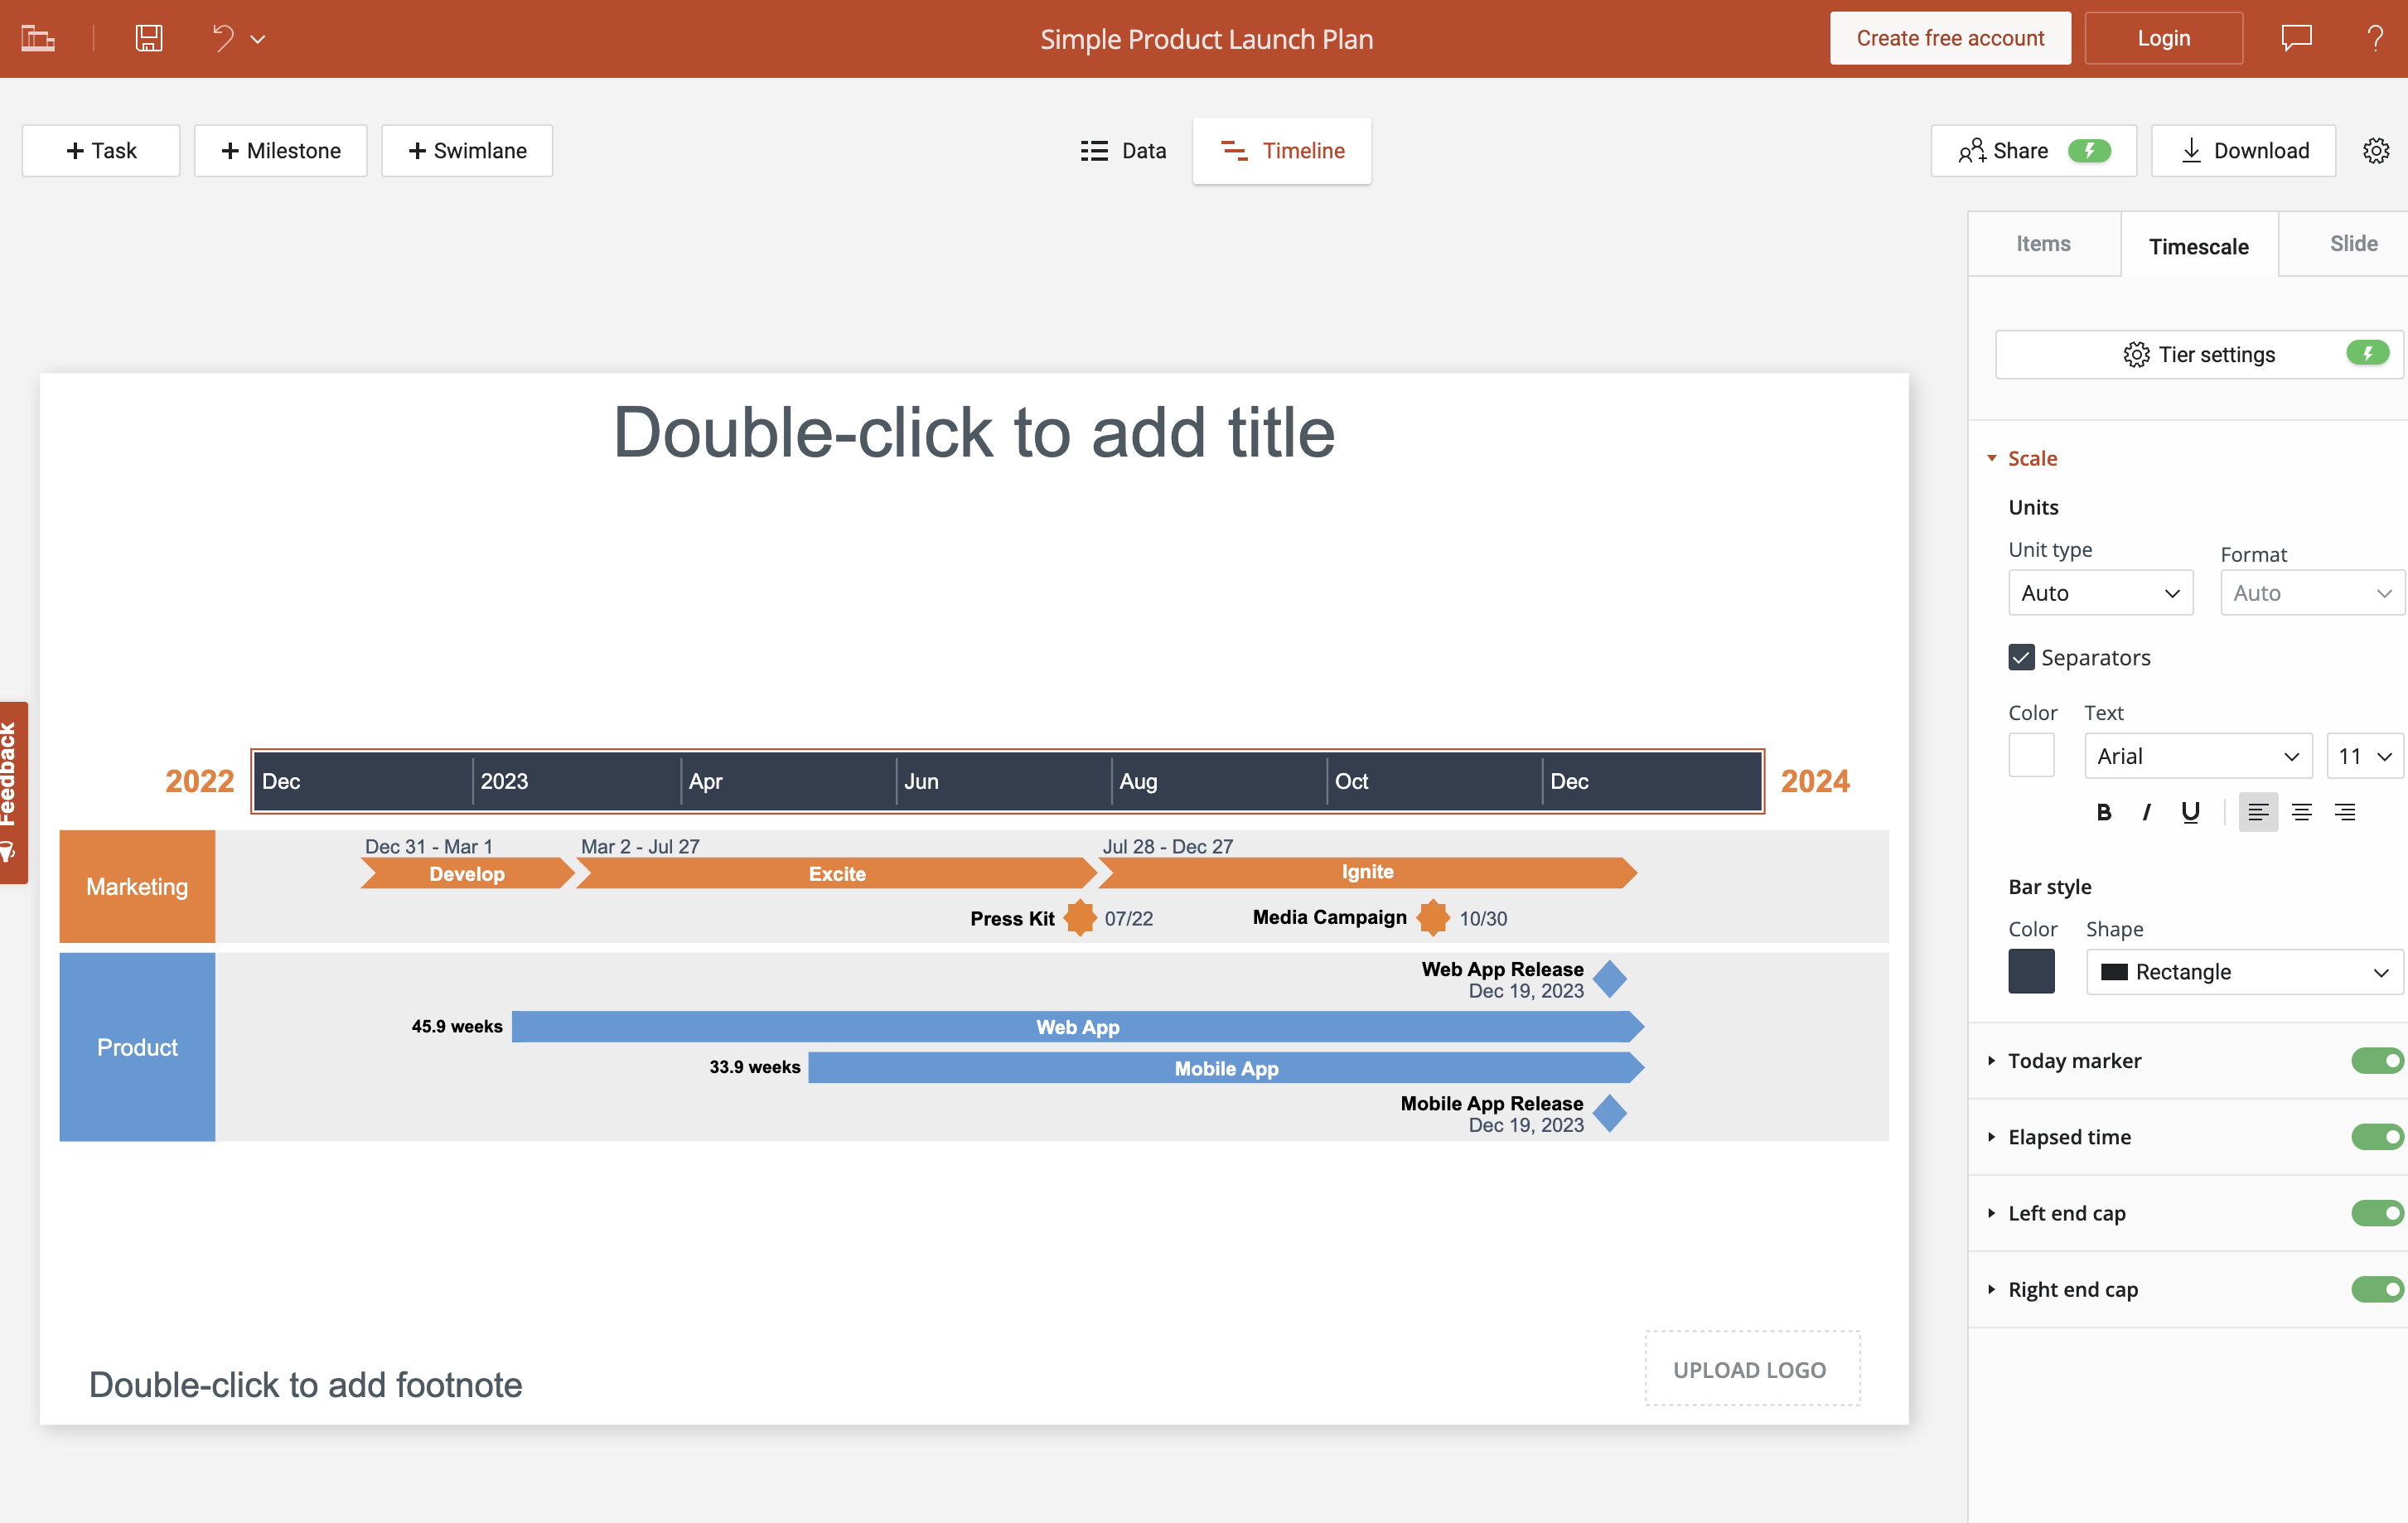 Simple Product Launch Plan
Create free account
Login
+ Task
+ Milestone
+ Swimlane
Data
Timeline
Share
Download
Items
Timescale
Slide
Tier settings
Scale
Units
Unit type
Format
Auto
Auto
Separators
Color
Text
Arial
11
B I U
Bar style
Color
Shape
Rectangle
Today marker
Elapsed time
Left end cap
Right end cap
Feedback
Double-click to add title
2022
Dec
2023
Apr
Jun
Aug
Oct
Dec
2024
Marketing
Dec 31 - Mar 1
Mar 2 - Jul 27
Jul 28 - Dec 27
Develop
Excite
Ignite
Press Kit
07/22
Media Campaign
10/30
Product
Web App Release
Dec 19, 2023
45.9 weeks
Web App
33.9 weeks
Mobile App
Mobile App Release
Dec 19, 2023
Double-click to add footnote
UPLOAD LOGO